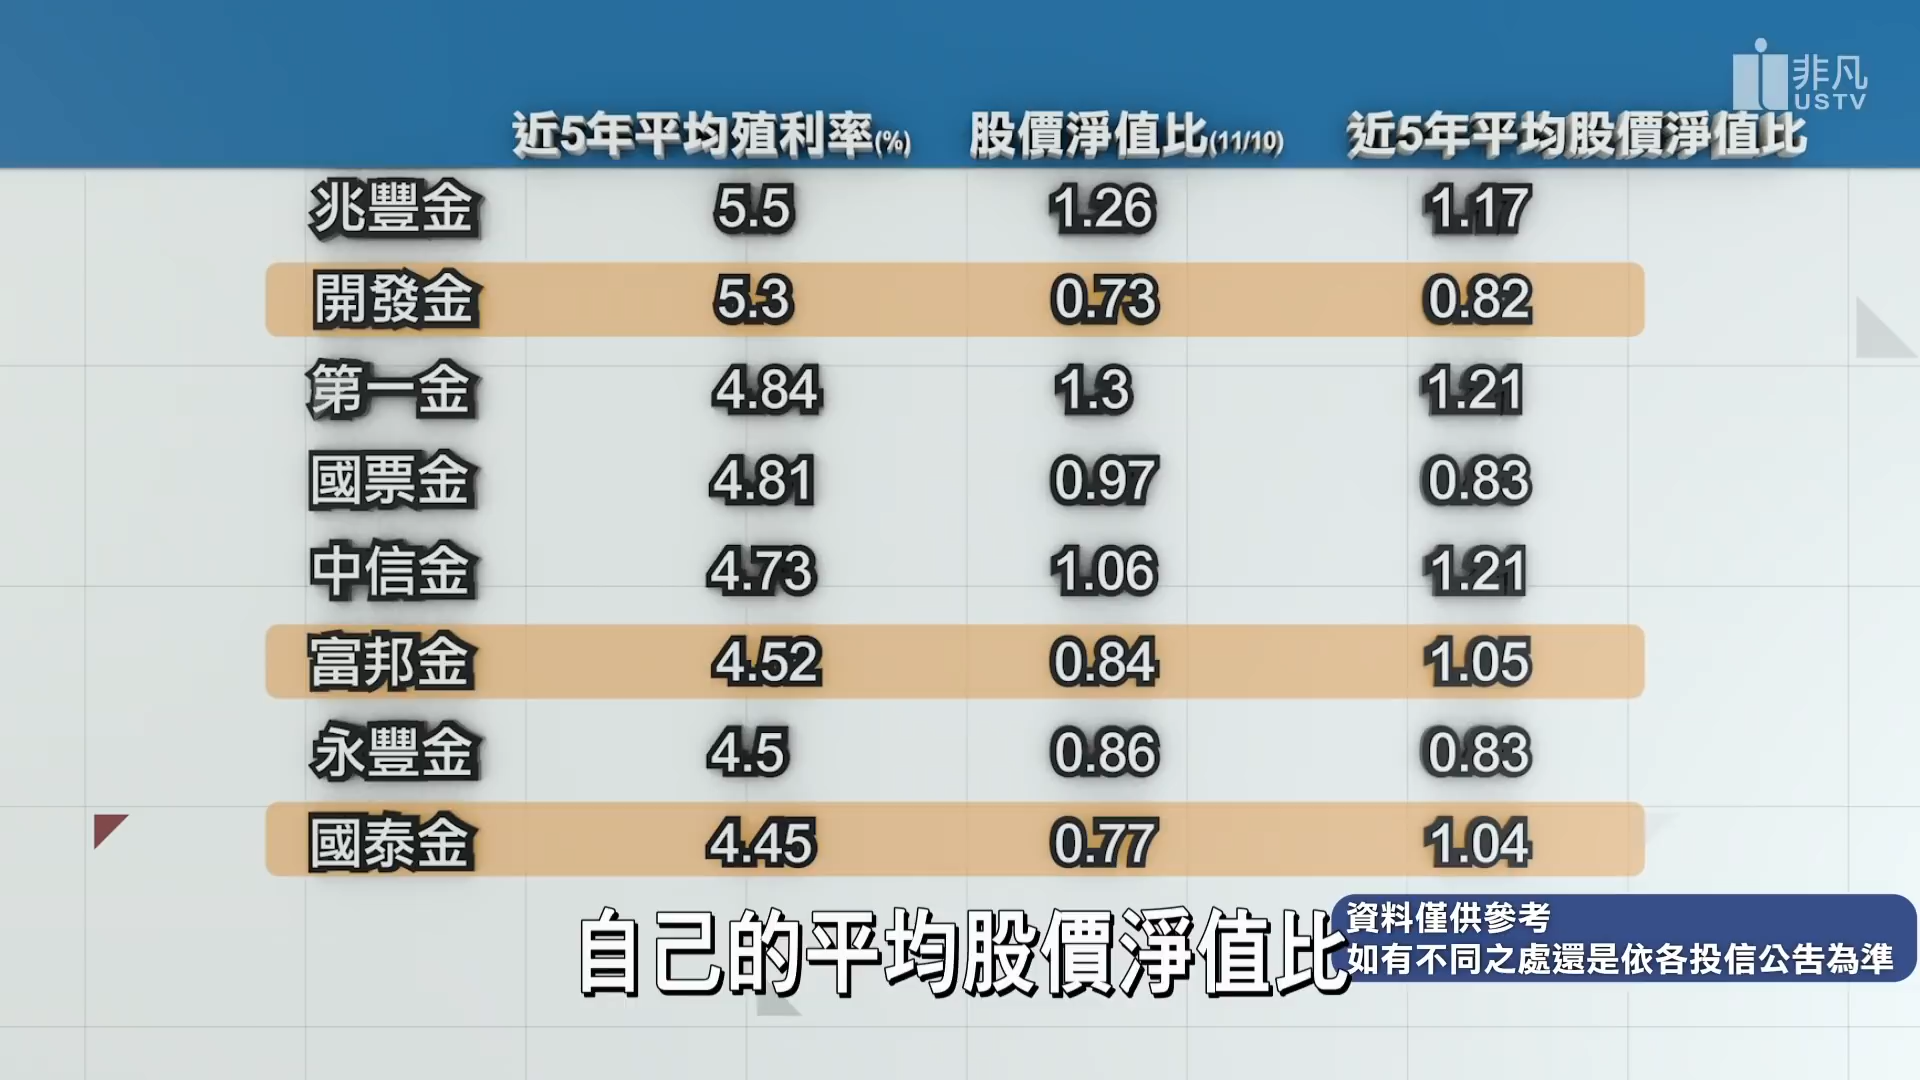 非凡
USTV
近5年平均殖利率(%) 股價淨值比(11/10) 近5年平均股價淨值比
兆豐金 5.5 1.26 1.17
開發金 5.3 0.73 0.82
第一金 4.84 1.3 1.21
國票金 4.81 0.97 0.83
中信金 4.73 1.06 1.21
富邦金 4.52 0.84 1.05
永豐金 4.5 0.86 0.83
國泰金 4.45 0.77 1.04
自己的平均股價淨值比
資料僅供參考
如有不同之處還是依各投信公告為準